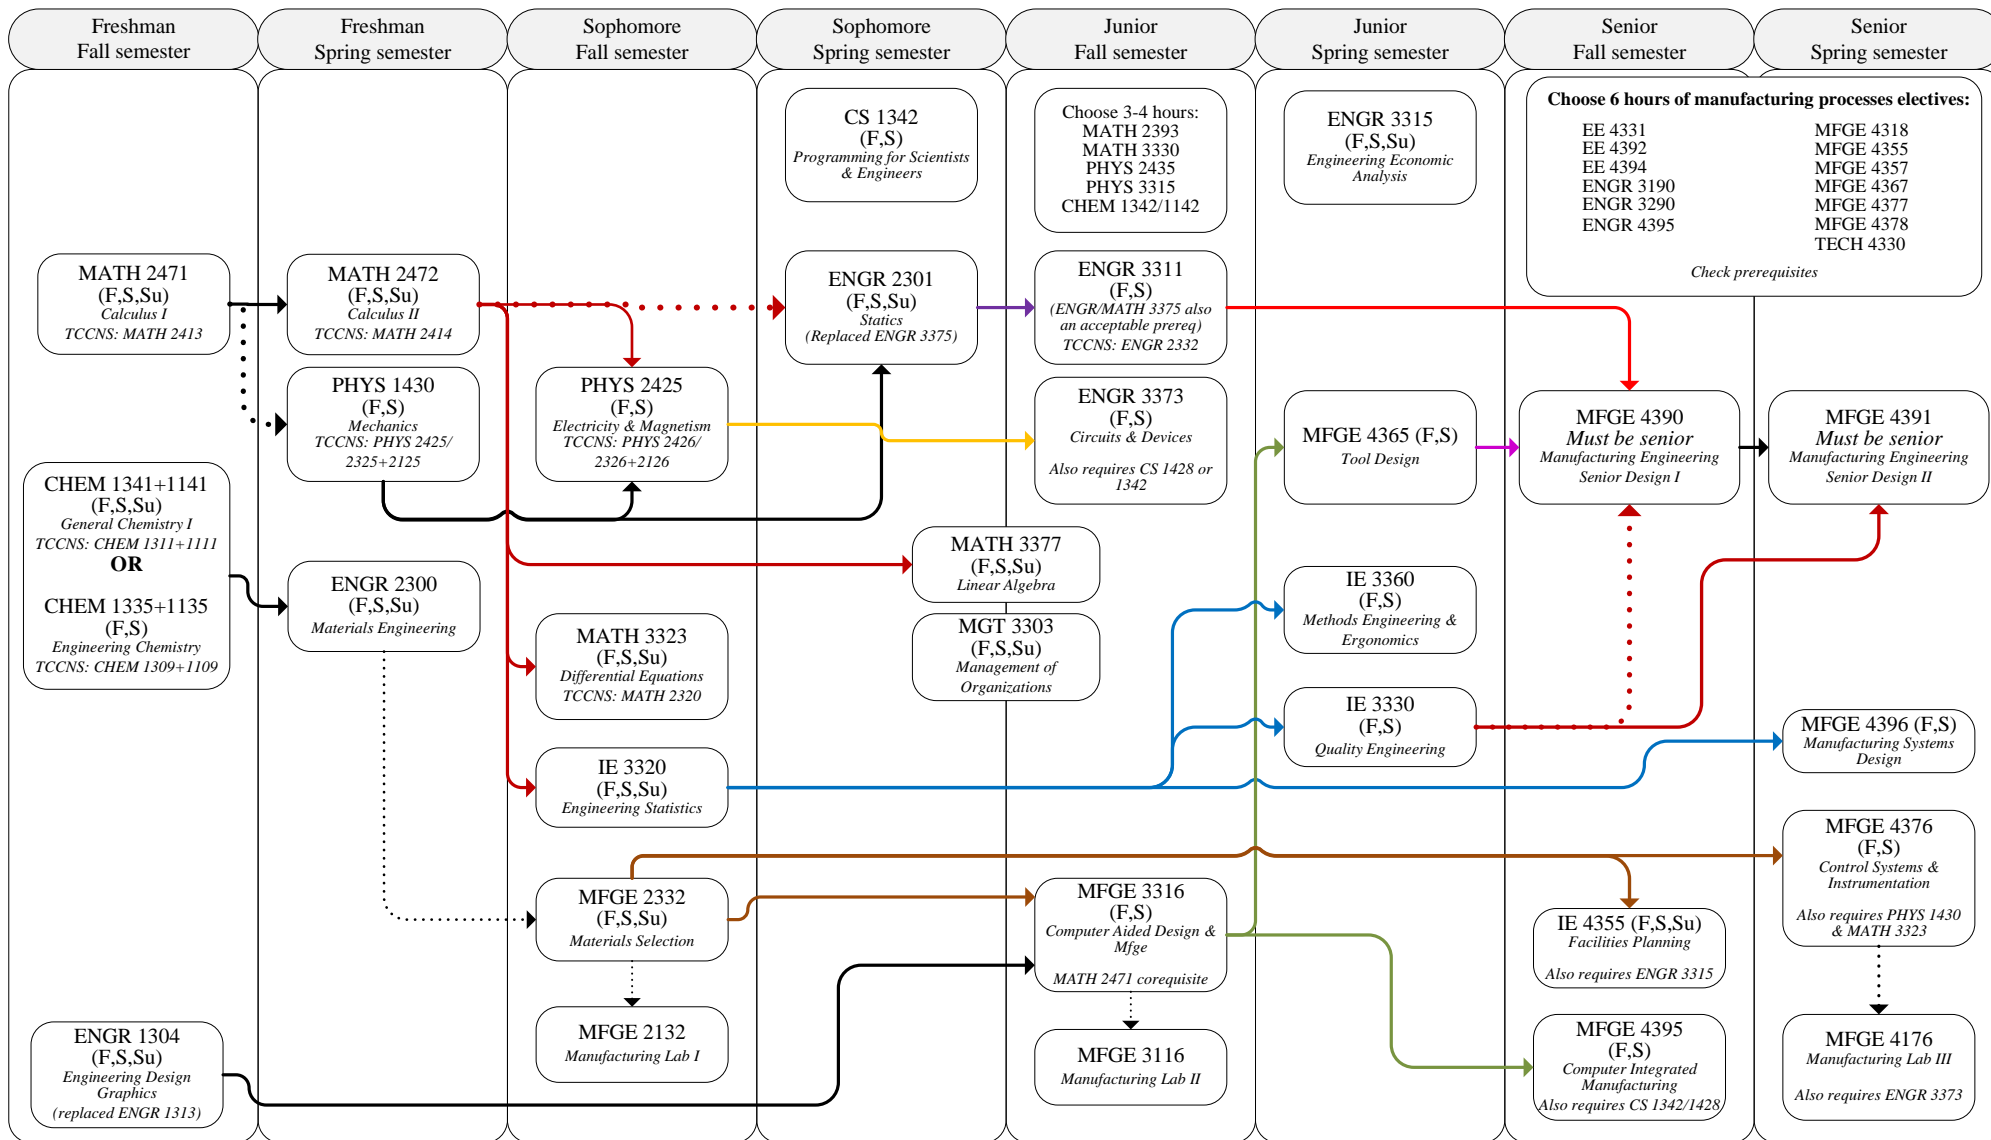 Freshman
Fall semester
Freshman
Spring semester
Sophomore
Fall semester
Sophomore
Spring semester
Junior
Fall semester
Junior
Spring semester
Senior
Fall semester
Senior
Spring semester
MATH 2471
(F,S,Su)
Calculus I
TCCNS: MATH 2413
CHEM 1341+1141
(F,S,Su)
General Chemistry I
TCCNS: CHEM 1311+1111
OR
CHEM 1335+1135
(F,S)
Engineering Chemistry
TCCNS: CHEM 1309+1109
ENGR 1304
(F,S,Su)
Engineering Design
Graphics
(replaced ENGR 1313)
MATH 2472
(F,S,Su)
Calculus II
TCCNS: MATH 2414
PHYS 1430
(F,S)
Mechanics
TCCNS: PHYS 2425/
2325+2125
ENGR 2300
(F,S,Su)
Materials Engineering
PHYS 2425
(F,S)
Electricity & Magnetism
TCCNS: PHYS 2426/
2326+2126
MATH 3323
(F,S,Su)
Differential Equations
TCCNS: MATH 2320
IE 3320
(F,S,Su)
Engineering Statistics
MFGE 2332
(F,S,Su)
Materials Selection
MFGE 2132
Manufacturing Lab I
CS 1342
(F,S)
Programming for Scientists
& Engineers
ENGR 2301
(F,S,Su)
Statics
(Replaced ENGR 3375)
MATH 3377
(F,S,Su)
Linear Algebra
MGT 3303
(F,S,Su)
Management of
Organizations
Choose 3-4 hours:
MATH 2393
MATH 3330
PHYS 2435
PHYS 3315
CHEM 1342/1142
ENGR 3311
(F,S)
(ENGR/MATH 3375 also
an acceptable prereq)
TCCNS: ENGR 2332
ENGR 3373
(F,S)
Circuits & Devices
Also requires CS 1428 or
1342
MFGE 3316
(F,S)
Computer Aided Design &
Mfge
MATH 2471 corequisite
MFGE 3116
Manufacturing Lab II
ENGR 3315
(F,S,Su)
Engineering Economic
Analysis
MFGE 4365 (F,S)
Tool Design
IE 3360
(F,S)
Methods Engineering &
Ergonomics
IE 3330
(F,S)
Quality Engineering
Choose 6 hours of manufacturing processes electives:
EE 4331
EE 4392
EE 4394
ENGR 3190
ENGR 3290
ENGR 4395
MFGE 4318
MFGE 4355
MFGE 4357
MFGE 4367
MFGE 4377
MFGE 4378
TECH 4330
Check prerequisites
MFGE 4390
Must be senior
Manufacturing Engineering
Senior Design I
IE 4355 (F,S,Su)
Facilities Planning
Also requires ENGR 3315
MFGE 4395
(F,S)
Computer Integrated
Manufacturing
Also requires CS 1342/1428
MFGE 4391
Must be senior
Manufacturing Engineering
Senior Design II
MFGE 4396 (F,S)
Manufacturing Systems
Design
MFGE 4376
(F,S)
Control Systems &
Instrumentation
Also requires PHYS 1430
& MATH 3323
MFGE 4176
Manufacturing Lab III
Also requires ENGR 3373